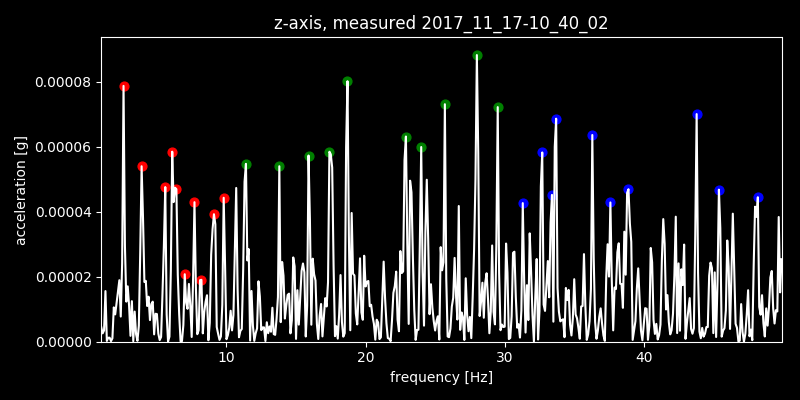 z-axis, measured 2017_11_17-10_40_02
0.00008
0.00006
0.00004
0.00002
0.00000
acceleration [g]
10 20 30 40
frequency [Hz]